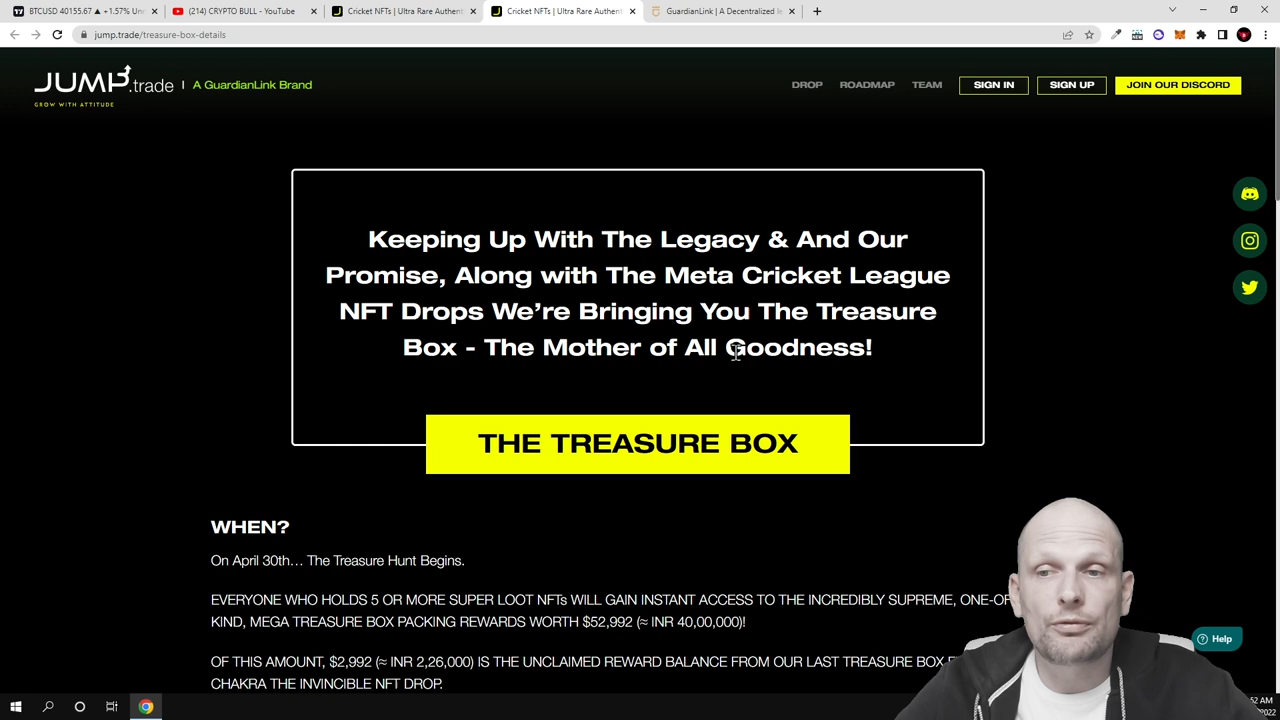 BTCUSD 40155.67 ▲ +1.57% Un
(214) CRYPTO BULL - YouTube
Cricket NFTs | Ultra Rare Authent
Cricket NFTs | Ultra Rare Authent
GuardianLink | A Decentralized le
jump.trade/treasure-box-details
JUMP.trade | A GuardianLink Brand
GROW WITH ATTITUDE
DROP ROADMAP TEAM SIGN IN SIGN UP JOIN OUR DISCORD
Keeping Up With The Legacy & And Our
Promise, Along with The Meta Cricket League
NFT Drops We’re Bringing You The Treasure
Box - The Mother of All Goodness!
THE TREASURE BOX
WHEN?
On April 30th… The Treasure Hunt Begins.
EVERYONE WHO HOLDS 5 OR MORE SUPER LOOT NFTs WILL GAIN INSTANT ACCESS TO THE INCREDIBLY SUPREME, ONE-OF
KIND, MEGA TREASURE BOX PACKING REWARDS WORTH $52,992 (≈ INR 40,00,000)!
OF THIS AMOUNT, $2,992 (≈ INR 2,26,000) IS THE UNCLAIMED REWARD BALANCE FROM OUR LAST TREASURE BOX
CHAKRA THE INVINCIBLE NFT DROP.
Help
52 AM
2022